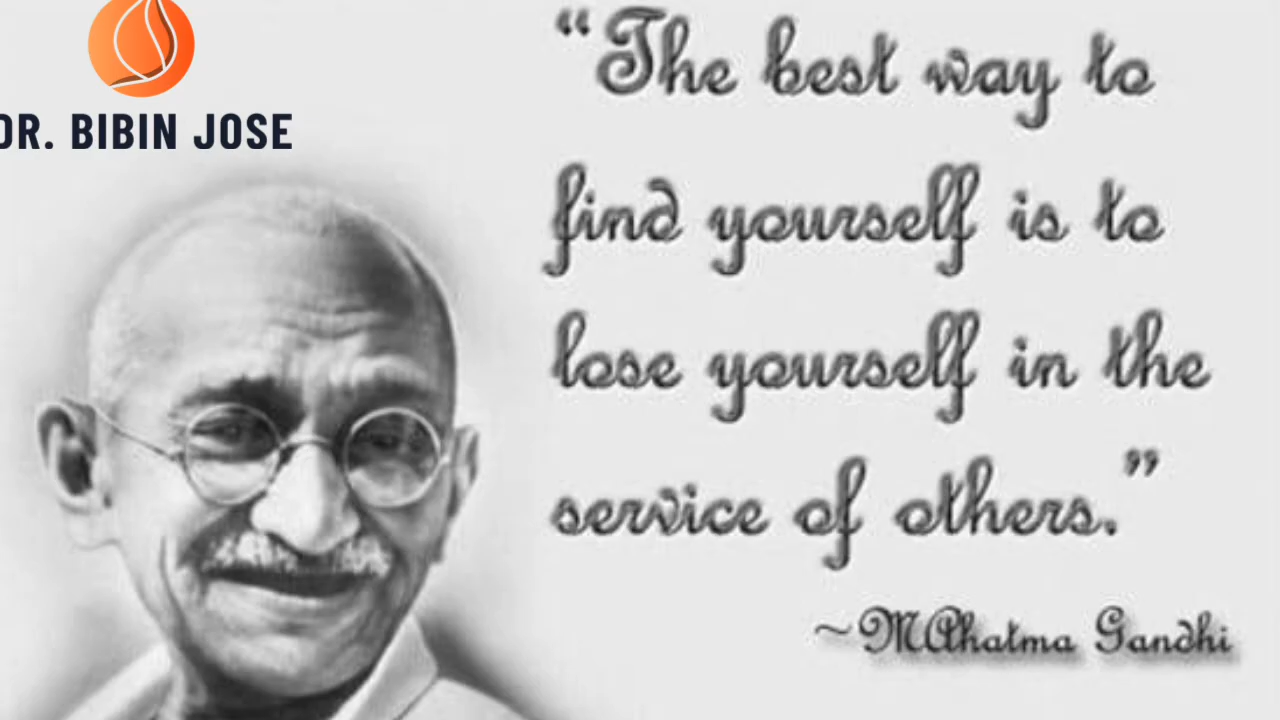 DR. BIBIN JOSE
“The best way to
find yourself is to
lose yourself in the
service of others.”
~MAhatma Gandhi